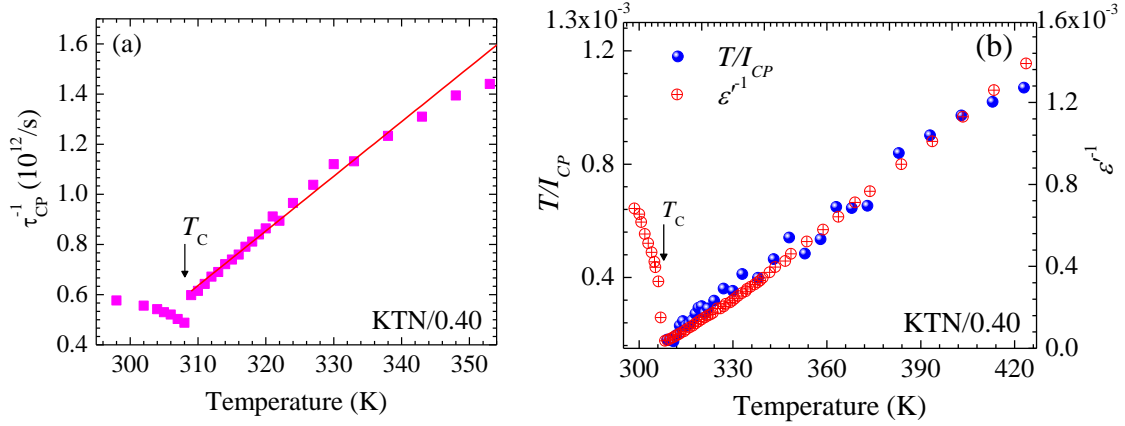 (a)
1.6
1.4
1.2
1.0
0.8
0.6
0.4
τ_CP^-1 (10^12/s)
T_C
KTN/0.40
300 310 320 330 340 350
Temperature (K)
1.3x10^-3
1.6x10^-3
(b)
1.2
0.8
0.4
T/I_CP
T/I_CP
ε'^-1
T_C
KTN/0.40
1.2
0.8
0.4
0.0
ε'^-1
300 330 360 390 420
Temperature (K)